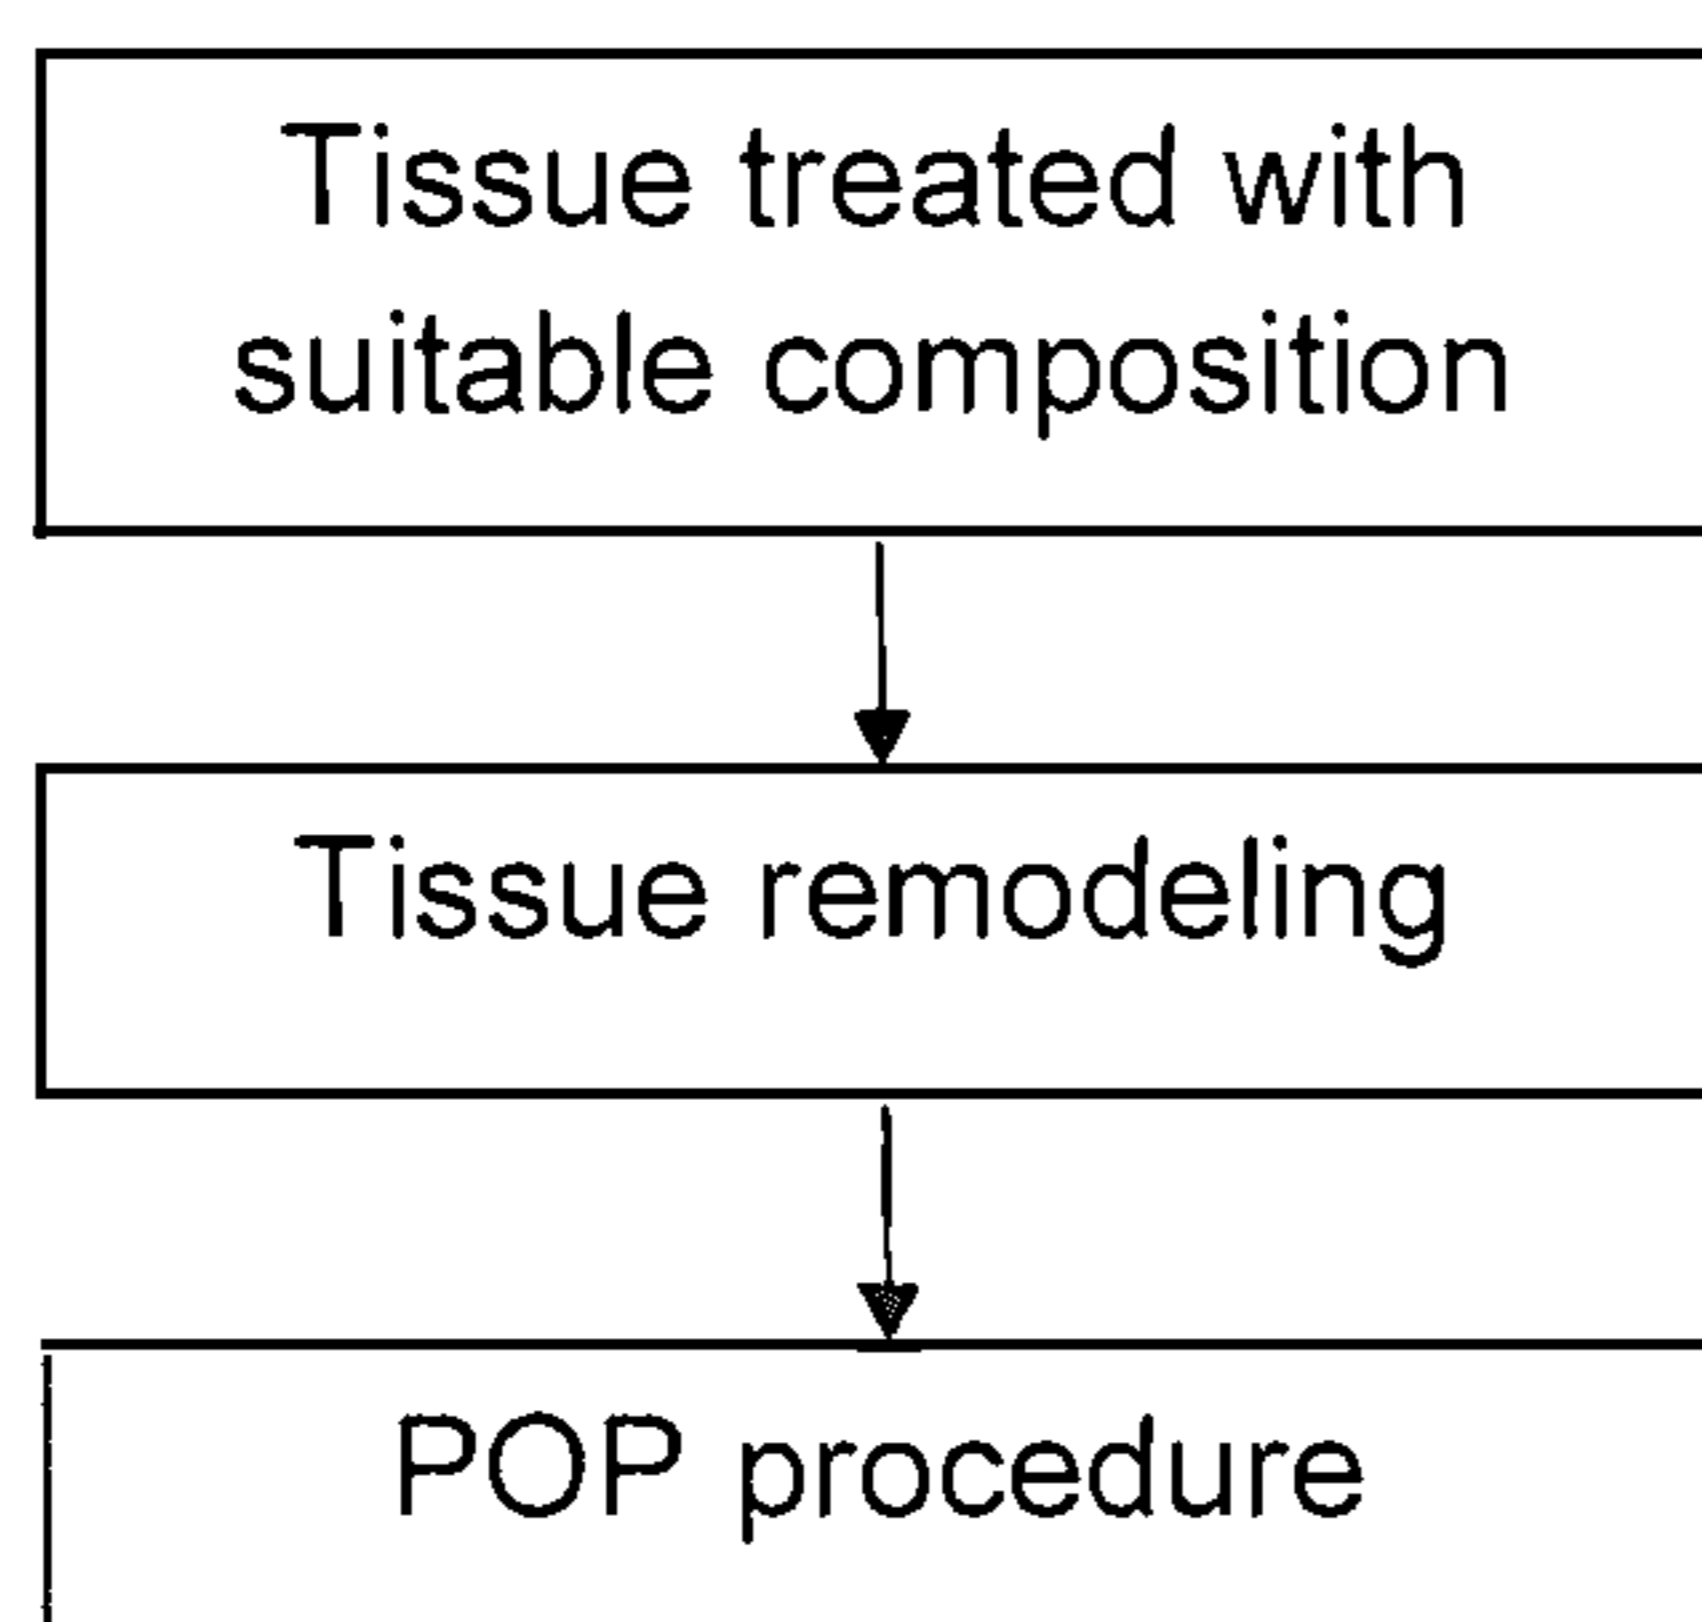 Tissue treated with
suitable composition
Tissue remodeling
POP procedure